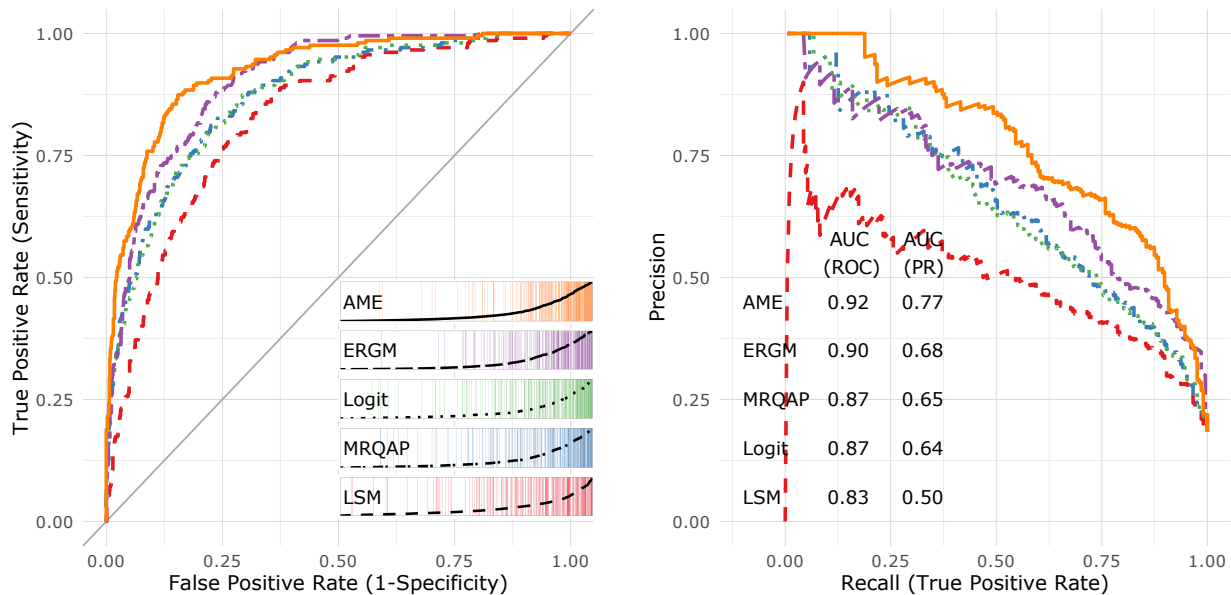 1.00
0.75
0.50
0.25
0.00
True Positive Rate (Sensitivity)
AME
ERGM
Logit
MRQAP
LSM
0.00 0.25 0.50 0.75 1.00
False Positive Rate (1-Specificity)
1.00
0.75
0.50
0.25
0.00
Precision
AUC AUC
(ROC) (PR)
AME 0.92 0.77
ERGM 0.90 0.68
MRQAP 0.87 0.65
Logit 0.87 0.64
LSM 0.83 0.50
0.00 0.25 0.50 0.75 1.00
Recall (True Positive Rate)